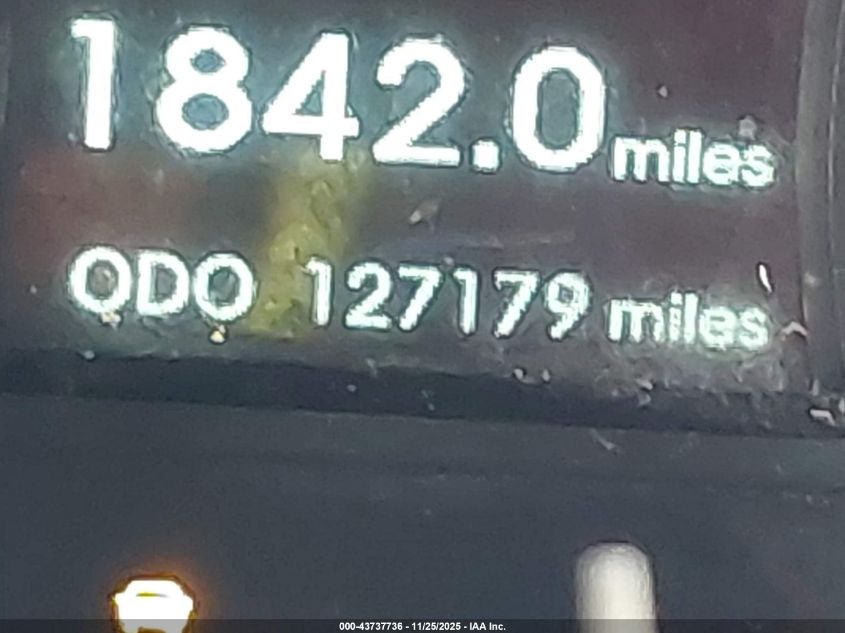 1842.0 miles
ODO 127179 miles
000-43737736 - 11/25/2025 - IAA Inc.